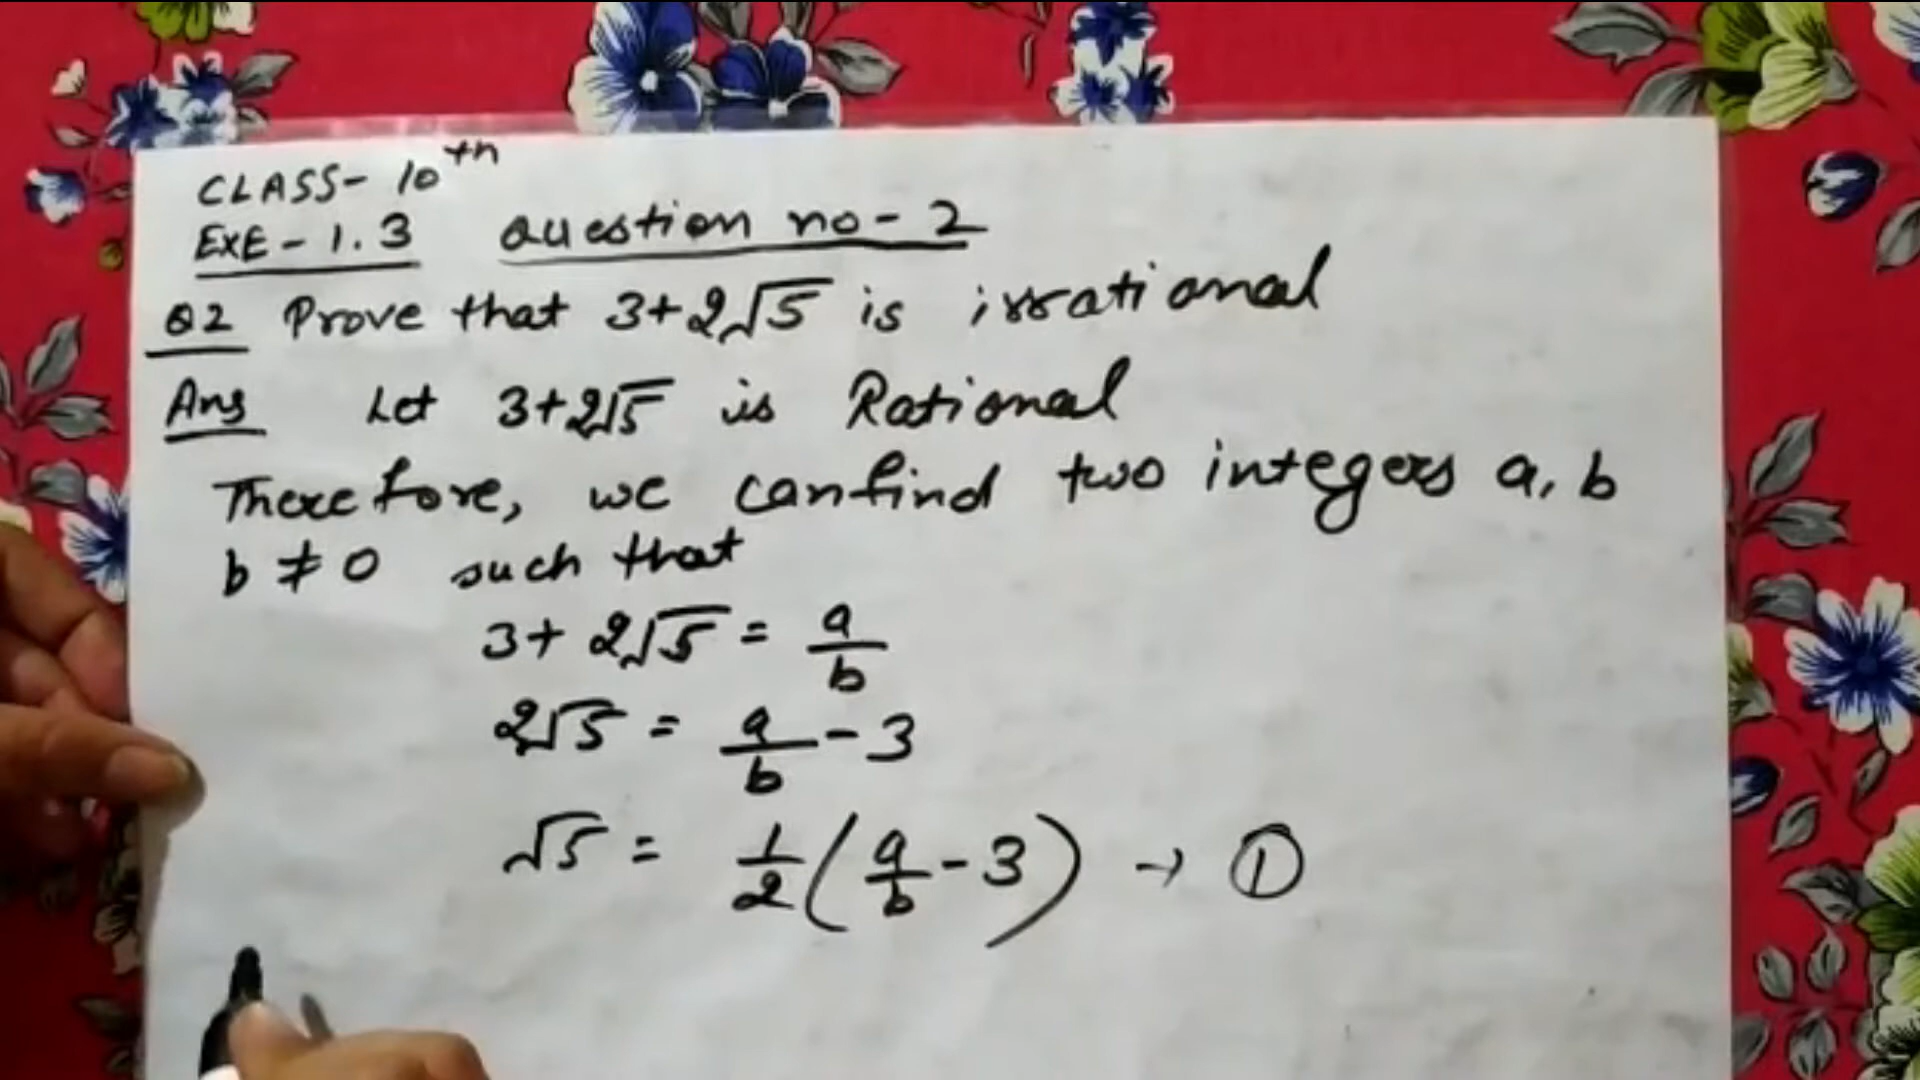 CLASS- 10th
EXE - 1.3 Question no - 2
Q2 Prove that 3+2√5 is irrational
Ans Let 3+2√5 is Rational
Therefore, we can find two integers a, b
b ≠ 0 such that
3+ 2√5 = a/b
2√5 = a/b - 3
√5 = 1/2 (a/b - 3) → ①